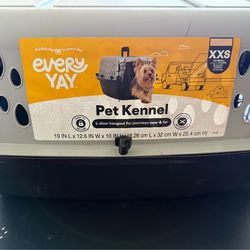 EVERY
YAY™
XXS
Pet Kennel
1-door hangout for journeys near & far
19 IN L x 12.6 IN W x 10 IN H (48.26 cm L x 32 cm W x 25.4 cm H)